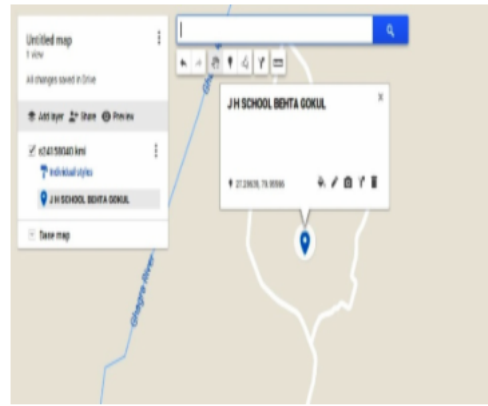 Untitled map
1 view
All changes saved in Drive
Add layer
Share
Preview
Individual styles
J H SCHOOL BEHTA GOKUL
Base map
J H SCHOOL BEHTA GOKUL
Ghagra River